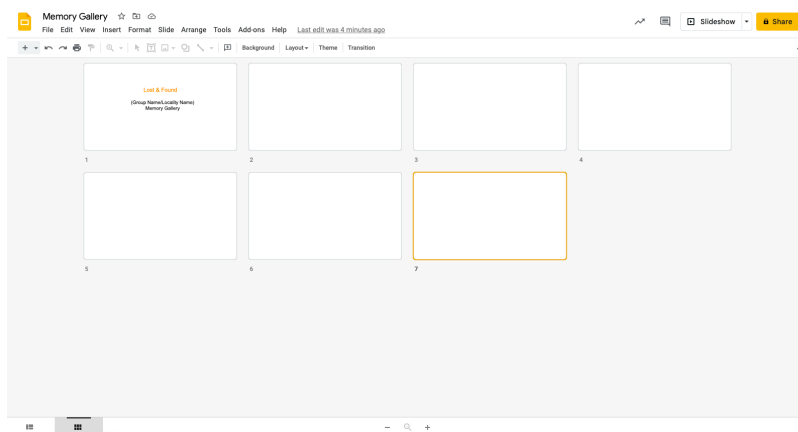 Memory Gallery
File Edit View Insert Format Slide Arrange Tools Add-ons Help Last edit was 4 minutes ago
Slideshow
Share
Background Layout Theme Transition
Lost & Found
(Group Name/Locality Name)
Memory Gallery
1 2 3 4
5 6 7